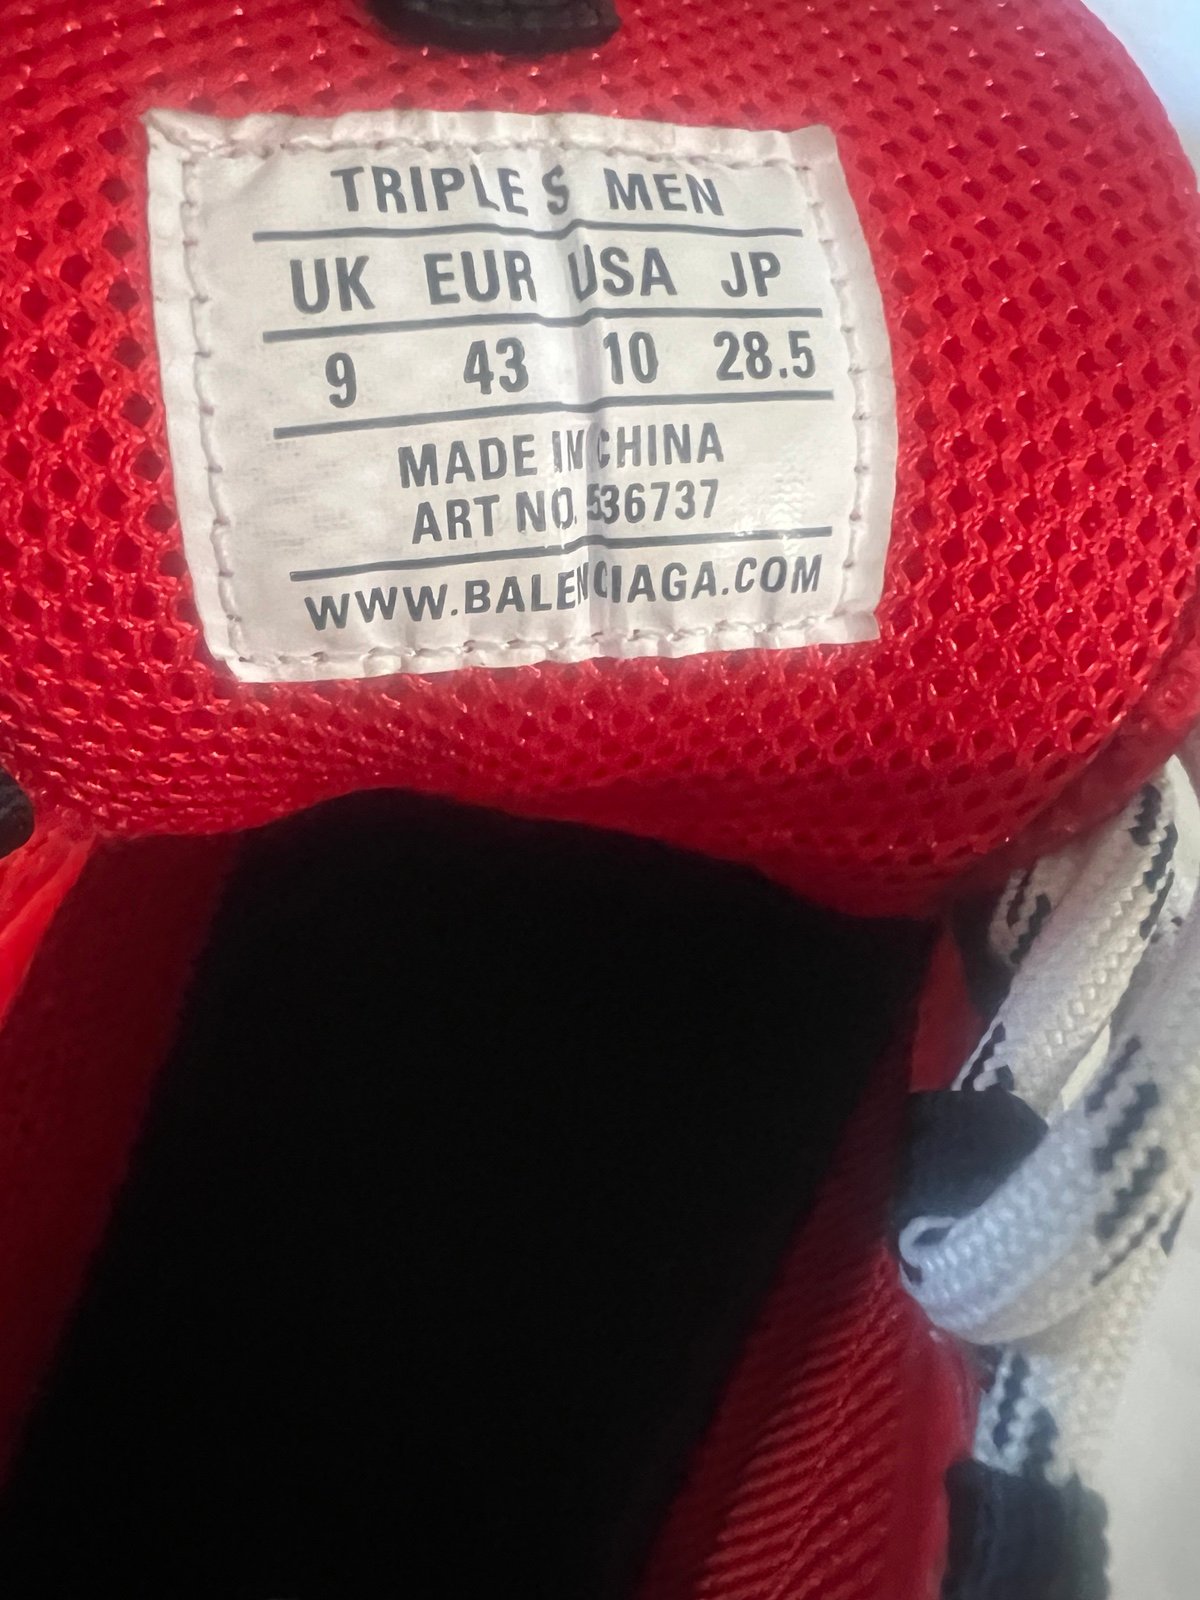 TRIPLE S MEN
UK EUR USA JP
9 43 10 28.5
MADE IN CHINA
ART NO. 536737
WWW.BALENCIAGA.COM